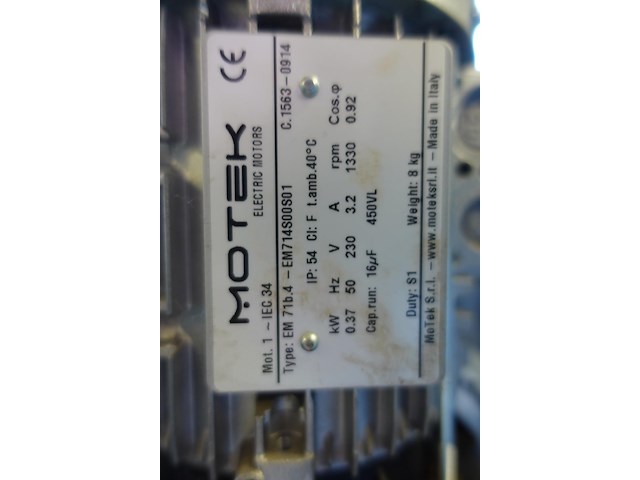 MOTEK CE
ELECTRIC MOTORS
Mot. 1 – IEC 34 C.1563–0914
Type: EM 71b.4 – EM714S00S01
IP: 54 Cl: F t.amb.40°C
kW Hz V A rpm Cos.φ
0.37 50 230 3.2 1330 0.92
Cap.run: 16µF 450VL
Duty: S1 Weight: 8 kg
MoTek S.r.l. – www.moteksrl.it – Made in Italy